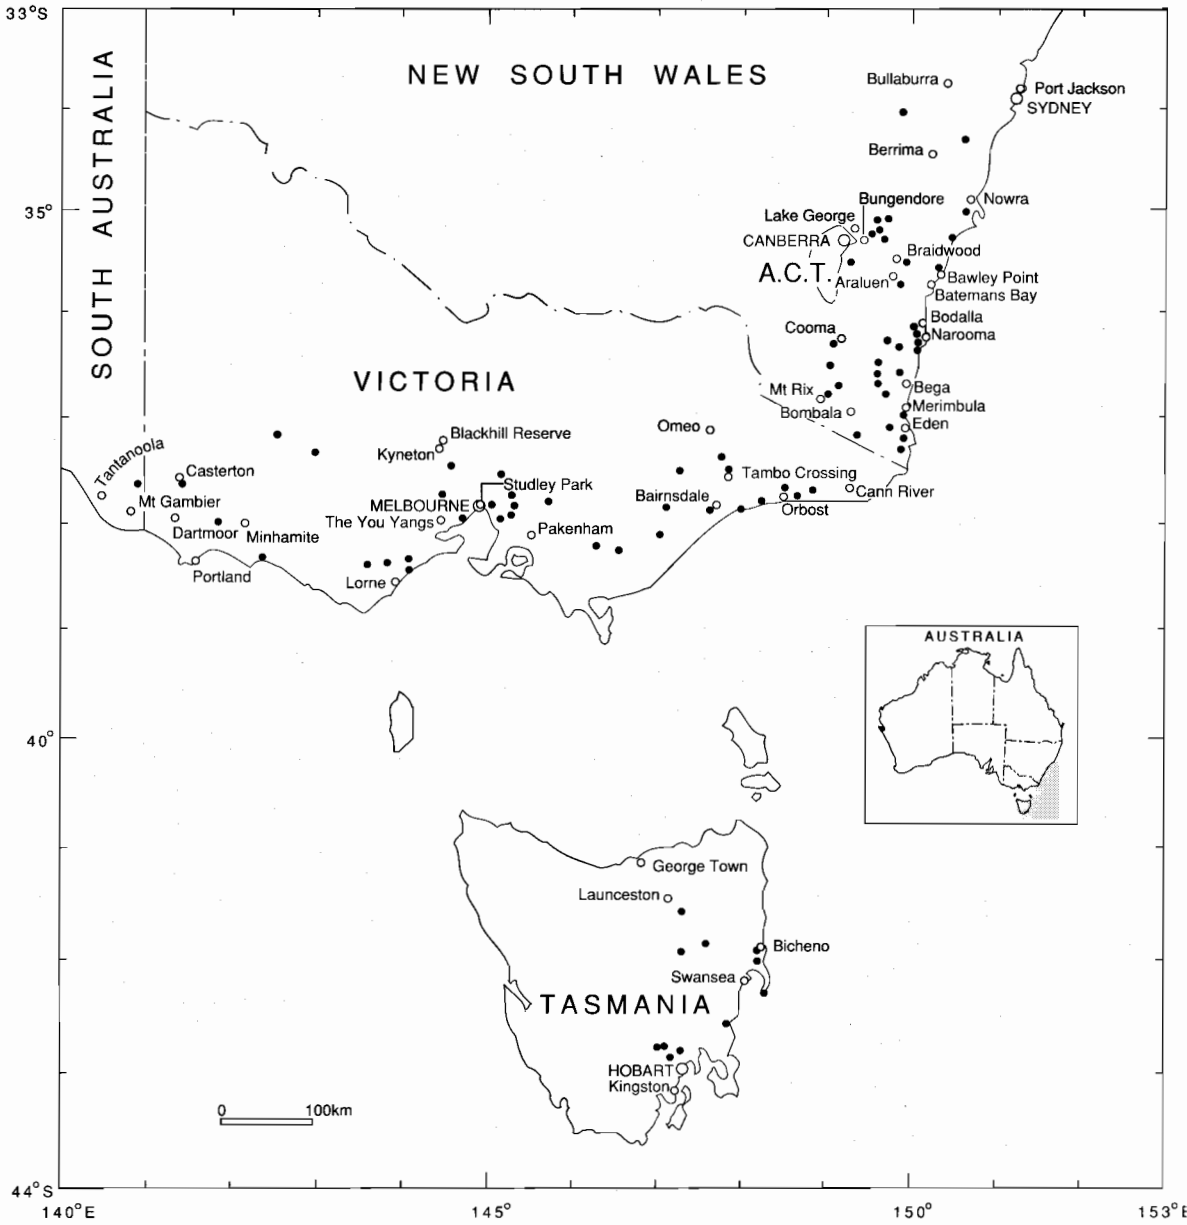 33°S
NEW SOUTH WALES
SOUTH AUSTRALIA
Bullaburra
Port Jackson
SYDNEY
Berrima
35°
Bungendore
Nowra
Lake George
CANBERRA
Braidwood
A.C.T.
Araluen
Bawley Point
Batemans Bay
Bodalla
Cooma
Narooma
VICTORIA
Mt Rix
Bega
Bombala
Merimbula
Omeo
Eden
Blackhill Reserve
Kyneton
Tantanoola
Casterton
Tambo Crossing
Studley Park
Cann River
Mt Gambier
MELBOURNE
Bairnsdale
Orbost
The You Yangs
Dartmoor
Minhamite
Pakenham
Portland
Lorne
AUSTRALIA
40°
George Town
Launceston
Bicheno
Swansea
TASMANIA
HOBART
Kingston
0 100km
44°S
140°E 145° 150° 153°E